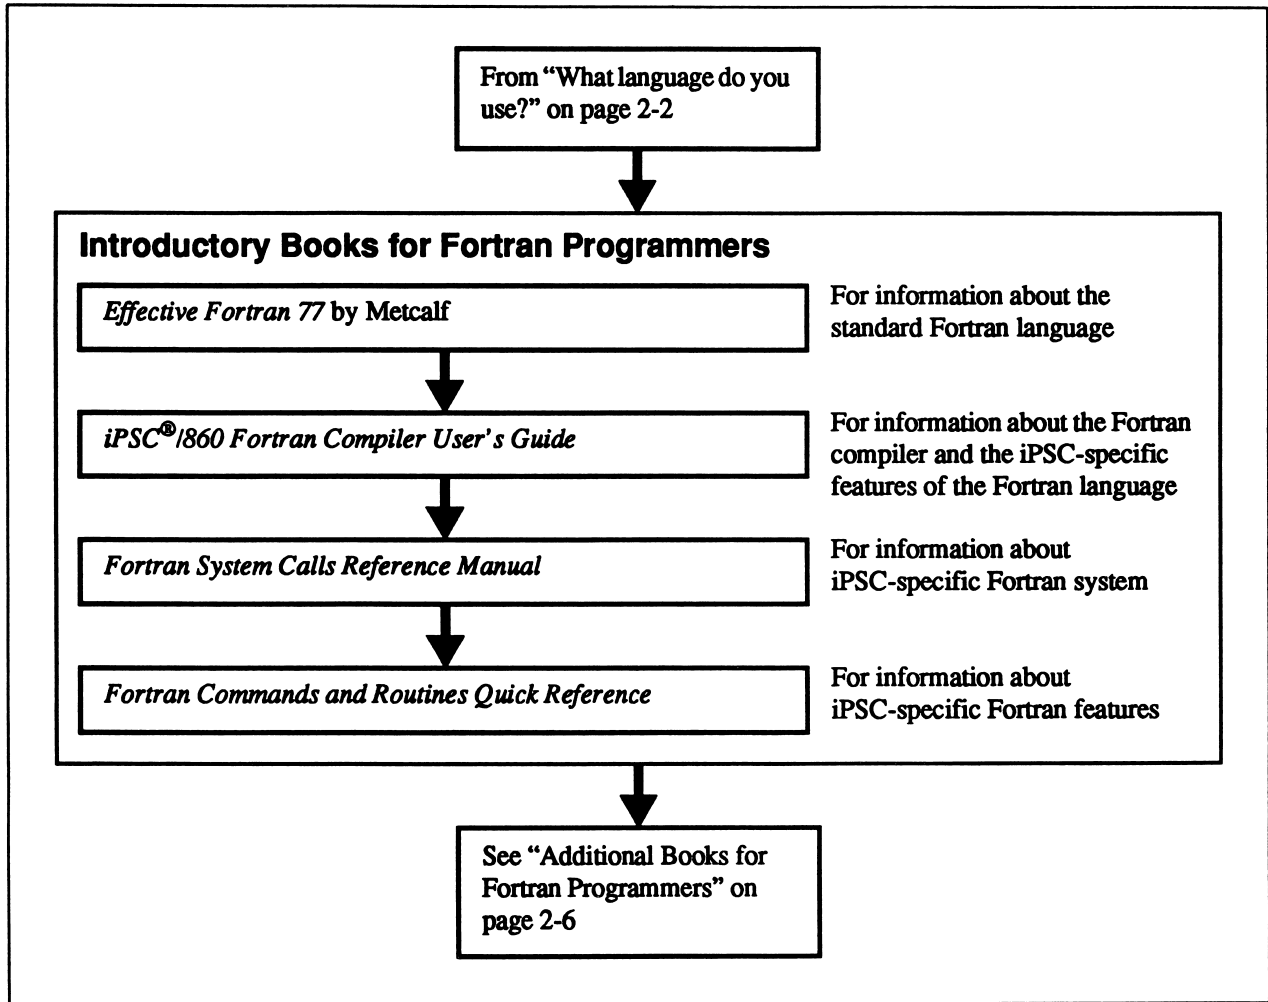 From “What language do you
use?” on page 2-2
Introductory Books for Fortran Programmers
Effective Fortran 77 by Metcalf
For information about the
standard Fortran language
iPSC®/860 Fortran Compiler User's Guide
For information about the Fortran
compiler and the iPSC-specific
features of the Fortran language
Fortran System Calls Reference Manual
For information about
iPSC-specific Fortran system
Fortran Commands and Routines Quick Reference
For information about
iPSC-specific Fortran features
See “Additional Books for
Fortran Programmers” on
page 2-6